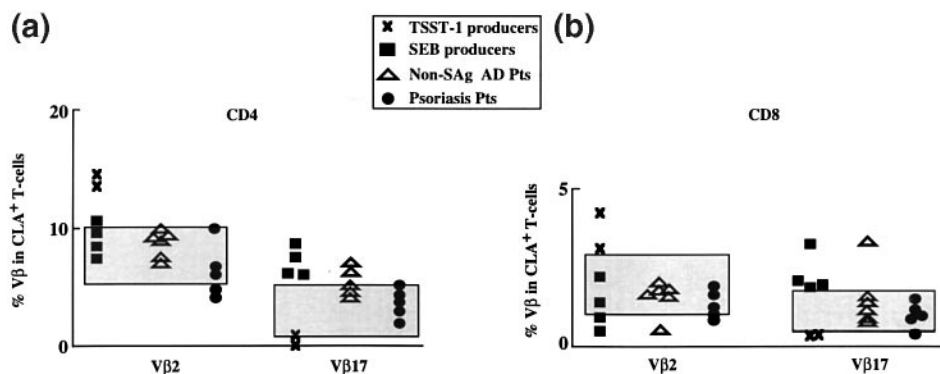 (a)
(b)
TSST-1 producers
SEB producers
Non-SAg AD Pts
Psoriasis Pts
CD4
20
10
0
% Vβ in CLA+ T-cells
Vβ2
Vβ17
CD8
5
0
% Vβ in CLA+ T-cells
Vβ2
Vβ17